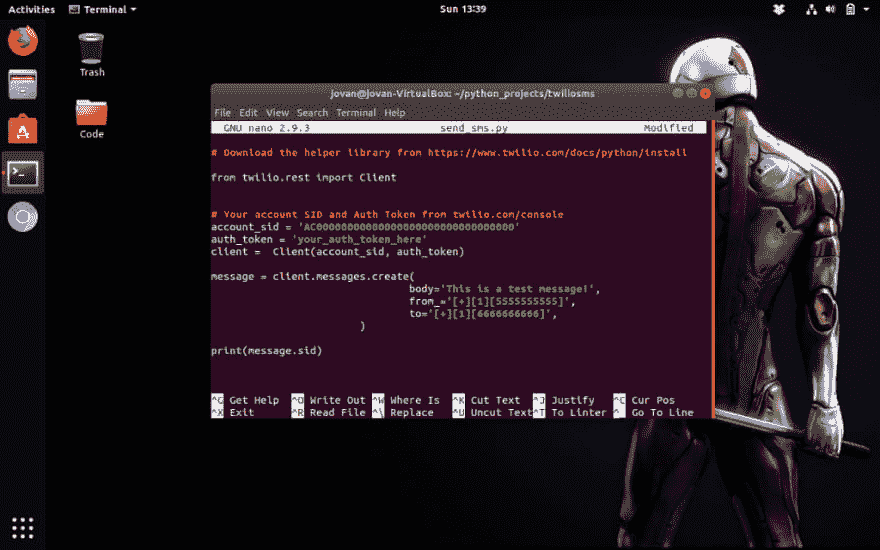 Activities Terminal Sun 13:39
Trash
Code
jovan@jovan-VirtualBox: ~/python_projects/twiliosms
File Edit View Search Terminal Help
GNU nano 2.9.3 send_sms.py Modified
# Download the helper library from https://www.twilio.com/docs/python/install
from twilio.rest import Client
# Your account SID and Auth Token from twilio.com/console
account_sid = 'AC00000000000000000000000000000000'
auth_token = 'your_auth_token_here'
client =  Client(account_sid, auth_token)
message = client.messages.create(
body='This is a test message!',
from_='[+][1][5555555555]',
to='[+][1][6666666666]',
)
print(message.sid)
^G Get Help ^O Write Out ^W Where Is ^K Cut Text ^J Justify ^C Cur Pos
^X Exit ^R Read File ^\ Replace ^U Uncut Text ^T To Linter ^_ Go To Line